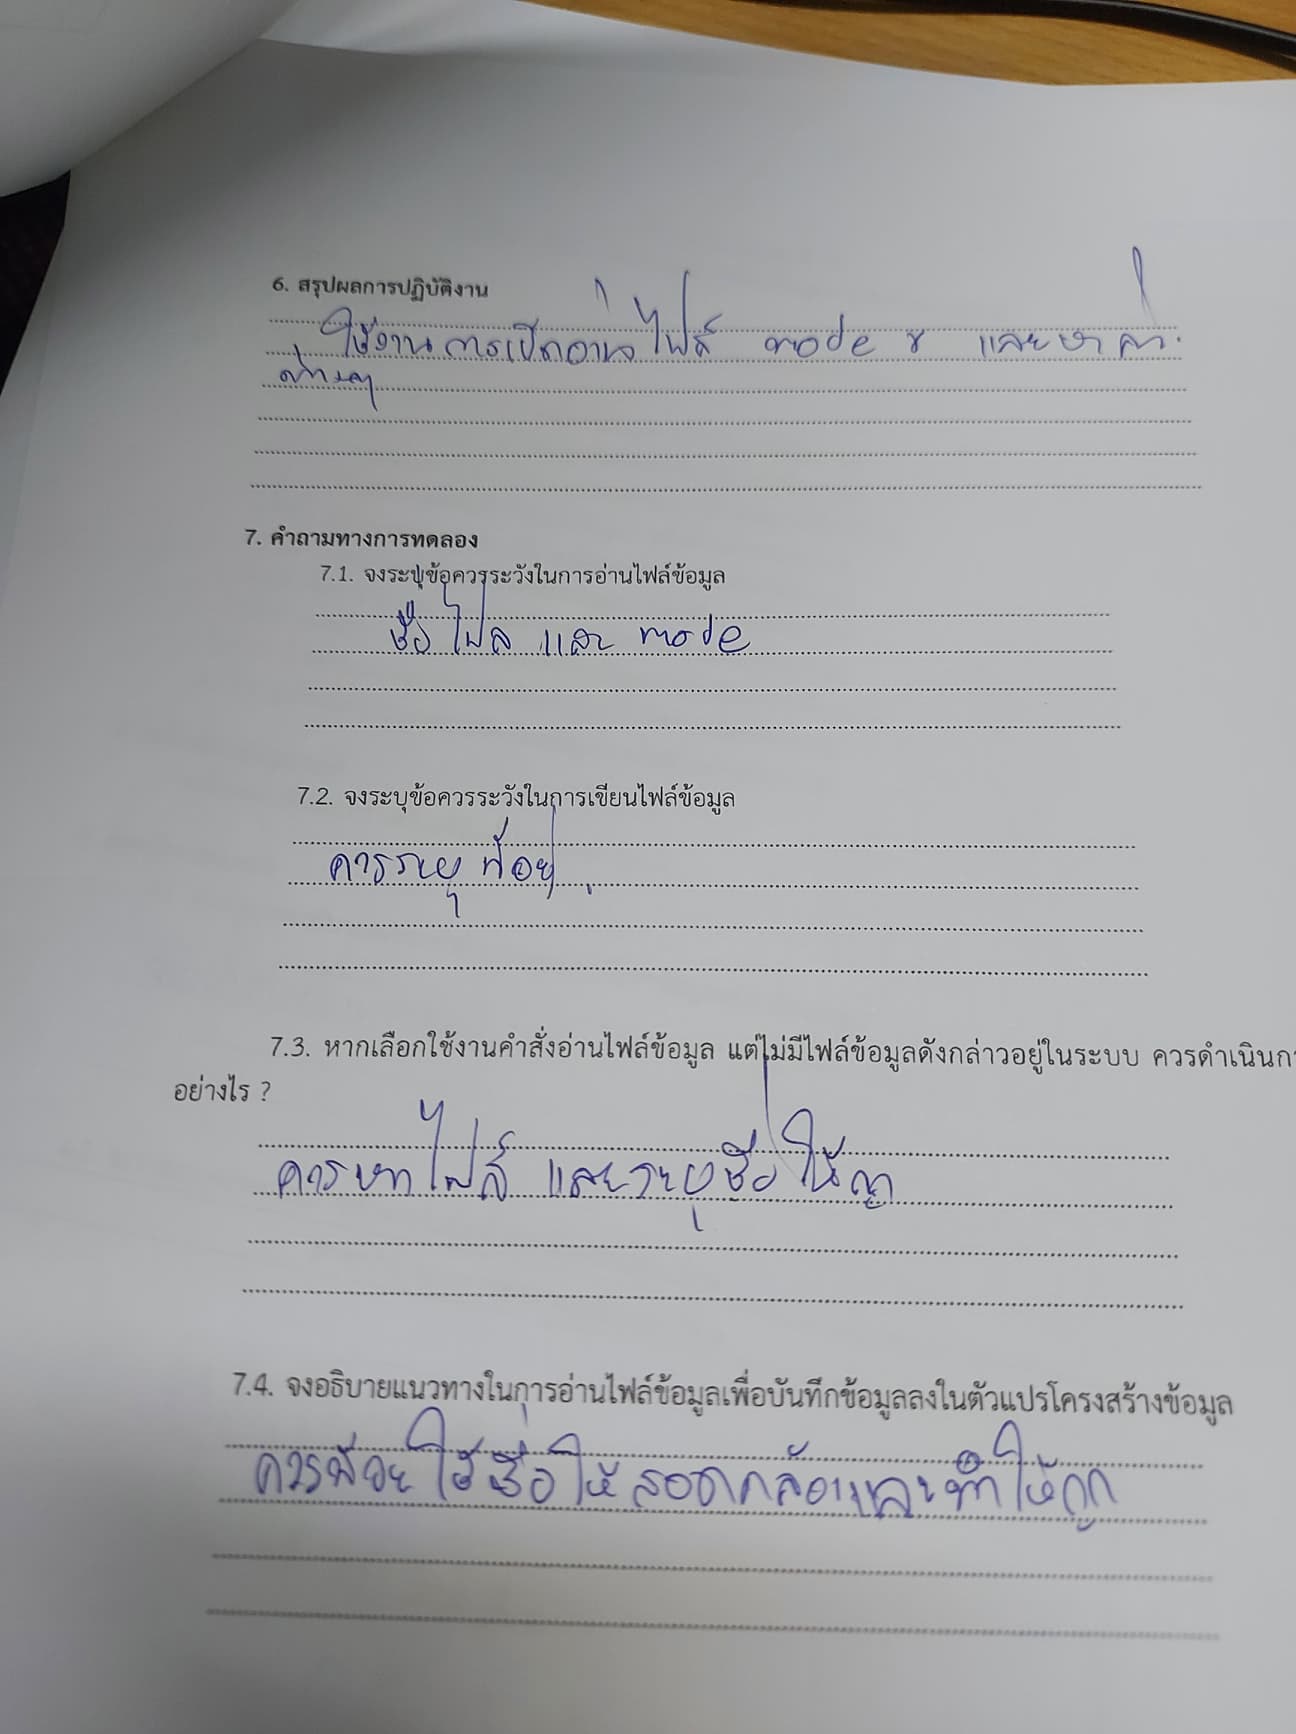 6. สรุปผลการปฏิบัติงาน
ใช้งานการเปิดอ่านไฟล์ mode r และหาค่า
ต่างๆ
7. คำถามทางการทดลอง
7.1. จงระบุข้อควรระวังในการอ่านไฟล์ข้อมูล
ชื่อไฟล และ mode
7.2. จงระบุข้อควรระวังในการเขียนไฟล์ข้อมูล
ควรระบุ
7.3. หากเลือกใช้งานคำสั่งอ่านไฟล์ข้อมูล แต่ไม่มีไฟล์ข้อมูลดังกล่าวอยู่ในระบบ ควรดำเนินกา
อย่างไร ?
ควรหาไฟล์ และระบุชื่อให้ถูก
7.4. จงอธิบายแนวทางในการอ่านไฟล์ข้อมูลเพื่อบันทึกข้อมูลลงในตัวแปรโครงสร้างข้อมูล
ควร ใช้ชื่อให้สอดคล้องและทำให้ถูก